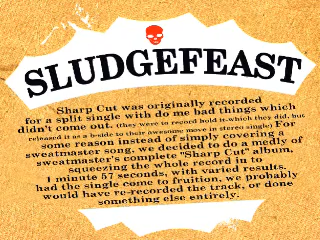 SLUDGEFEAST
Sharp Cut was originally recorded
for a split single with do me bad things which
didn't come out. (they were to record hold it-which they did, but
released it as a b-side to their awesome move in stereo single) For
some reason instead of simply covering a
sweatmaster song, we decided to do a medly of
sweatmaster's complete "Sharp Cut" album,
squeezing the whole record in to
1 minute 57 seconds, with varied results.
had the single come to fruition, we probably
would have re-recorded the track, or done
something else entirely.